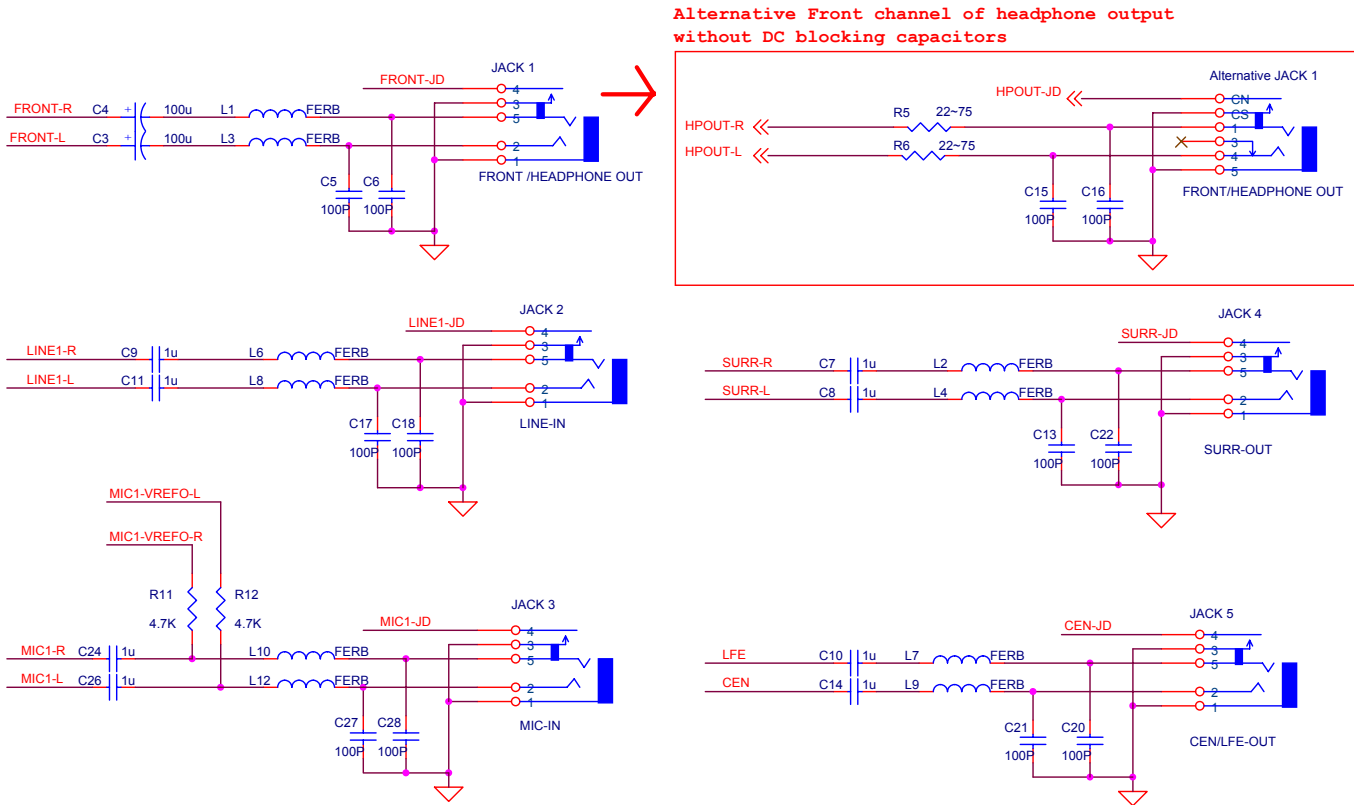 Alternative Front channel of headphone output
without DC blocking capacitors
JACK 1
FRONT-JD
4
3
FRONT-R C4 + 100u L1 FERB 5
FRONT-L C3 + 100u L3 FERB 2
1
C5 C6 FRONT /HEADPHONE OUT
100P 100P
Alternative JACK 1
HPOUT-JD CN
CS
HPOUT-R R5 22~75 1
3
HPOUT-L R6 22~75 4
5
C15 C16 FRONT/HEADPHONE OUT
100P 100P
JACK 2
LINE1-JD 4
3
LINE1-R C9 1u L6 FERB 5
LINE1-L C11 1u L8 FERB 2
1
C17 C18 LINE-IN
100P 100P
JACK 4
SURR-JD 4
3
SURR-R C7 1u L2 FERB 5
SURR-L C8 1u L4 FERB 2
1
C13 C22 SURR-OUT
100P 100P
MIC1-VREFO-L
MIC1-VREFO-R
R11 R12
4.7K 4.7K
JACK 3
MIC1-JD 4
3
MIC1-R C24 1u L10 FERB 5
MIC1-L C26 1u L12 FERB 2
1
C27 C28 MIC-IN
100P 100P
JACK 5
CEN-JD 4
3
LFE C10 1u L7 FERB 5
CEN C14 1u L9 FERB 2
1
C21 C20 CEN/LFE-OUT
100P 100P